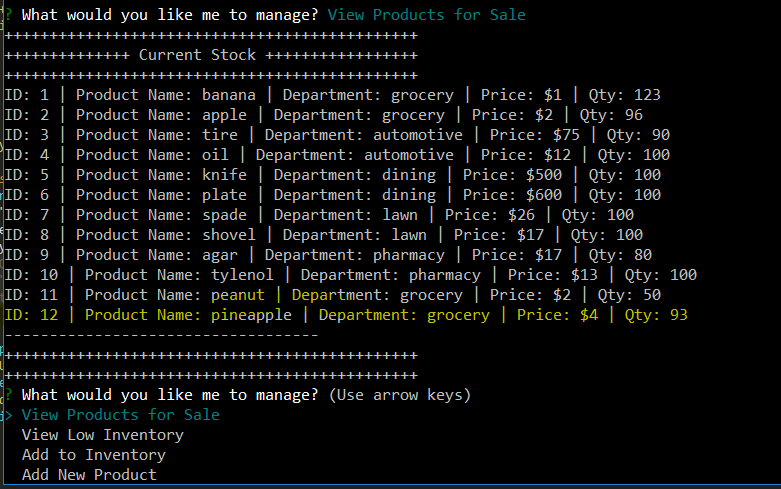 ? What would you like me to manage? View Products for Sale
++++++++++++++++++++++++++++++++++++++++++++++
++++++++++++++ Current Stock +++++++++++++++++
++++++++++++++++++++++++++++++++++++++++++++++
ID: 1 | Product Name: banana | Department: grocery | Price: $1 | Qty: 123
ID: 2 | Product Name: apple | Department: grocery | Price: $2 | Qty: 96
ID: 3 | Product Name: tire | Department: automotive | Price: $75 | Qty: 90
ID: 4 | Product Name: oil | Department: automotive | Price: $12 | Qty: 100
ID: 5 | Product Name: knife | Department: dining | Price: $500 | Qty: 100
ID: 6 | Product Name: plate | Department: dining | Price: $600 | Qty: 100
ID: 7 | Product Name: spade | Department: lawn | Price: $26 | Qty: 100
ID: 8 | Product Name: shovel | Department: lawn | Price: $17 | Qty: 100
ID: 9 | Product Name: agar | Department: pharmacy | Price: $17 | Qty: 80
ID: 10 | Product Name: tylenol | Department: pharmacy | Price: $13 | Qty: 100
ID: 11 | Product Name: peanut | Department: grocery | Price: $2 | Qty: 50
ID: 12 | Product Name: pineapple | Department: grocery | Price: $4 | Qty: 93
-----------------------------------
++++++++++++++++++++++++++++++++++++++++++++++
++++++++++++++++++++++++++++++++++++++++++++++
? What would you like me to manage? (Use arrow keys)
> View Products for Sale
View Low Inventory
Add to Inventory
Add New Product